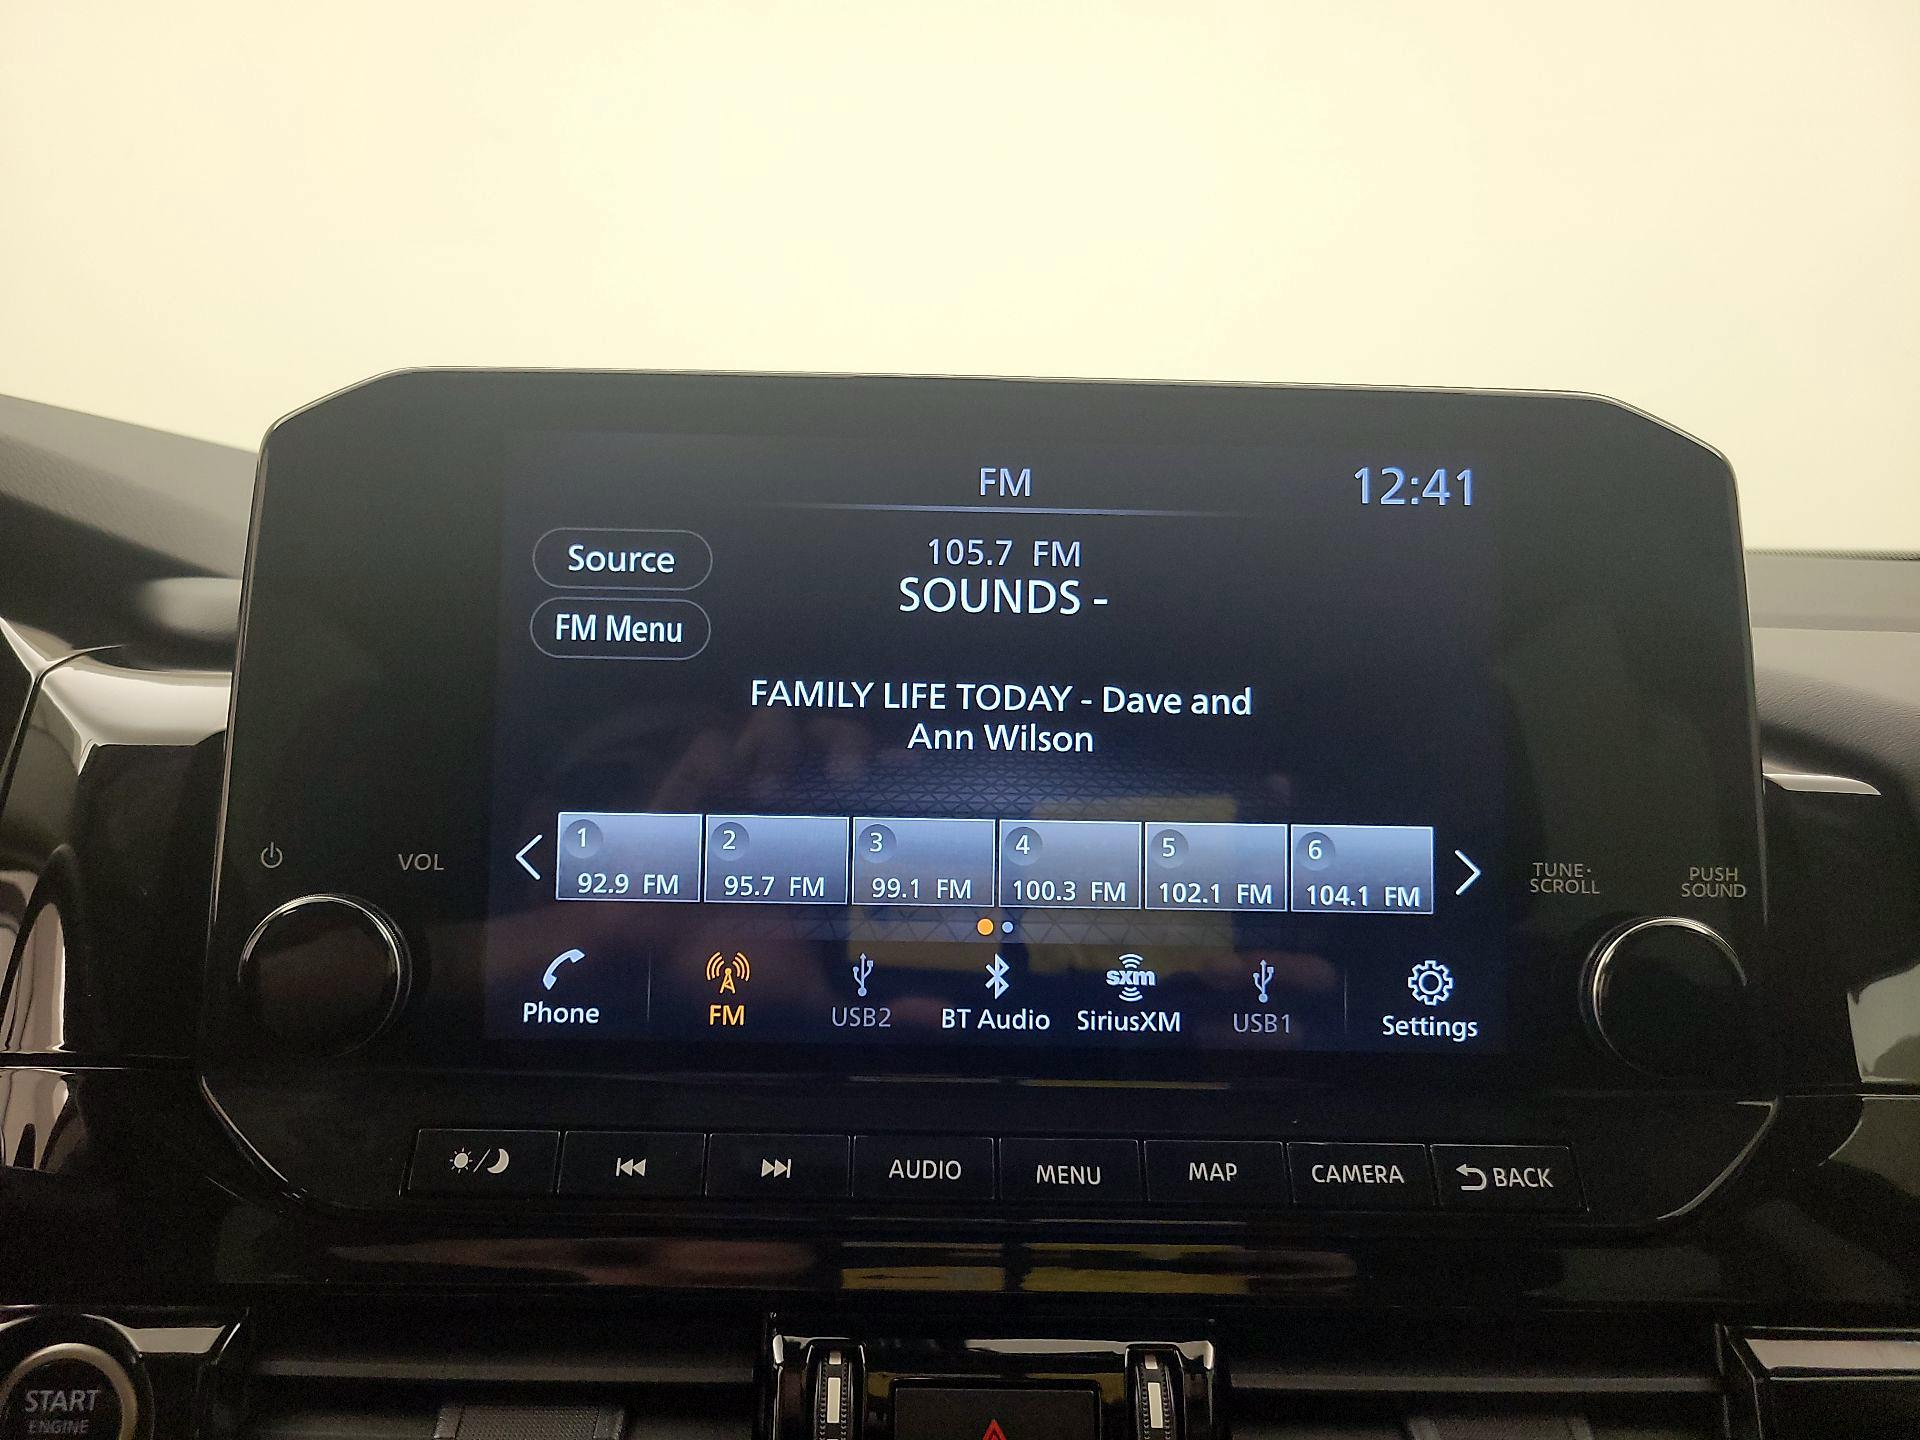 FM
12:41
Source
105.7 FM
SOUNDS -
FM Menu
FAMILY LIFE TODAY - Dave and
Ann Wilson
1
2
3
4
5
6
92.9 FM
95.7 FM
99.1 FM
100.3 FM
102.1 FM
104.1 FM
VOL
TUNE·
SCROLL
PUSH
SOUND
Phone
FM
USB2
BT Audio
sxm
SiriusXM
USB1
Settings
AUDIO
MENU
MAP
CAMERA
BACK
START
ENGINE